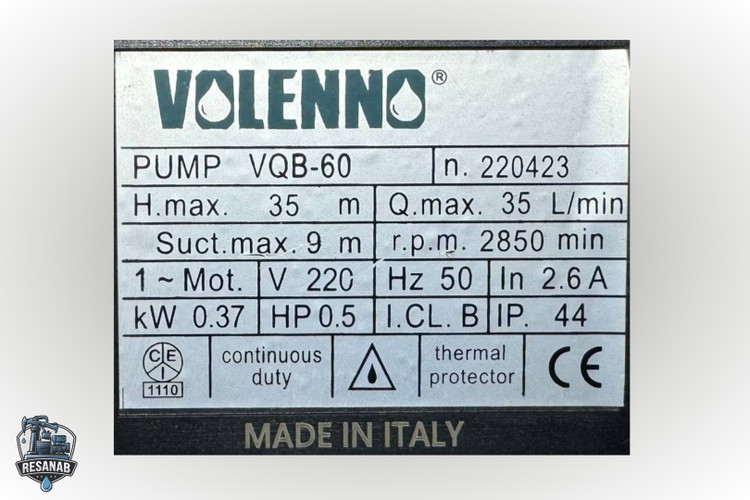 VOLENNO®
PUMP VQB-60 n. 220423
H.max. 35 m Q.max. 35 L/min
Suct.max. 9 m r.p.m. 2850 min
1 ~ Mot. V 220 Hz 50 In 2.6 A
kW 0.37 HP 0.5 I.CL. B IP. 44
CEI
1110
continuous
duty
thermal
protector
CE
MADE IN ITALY
RESANAB